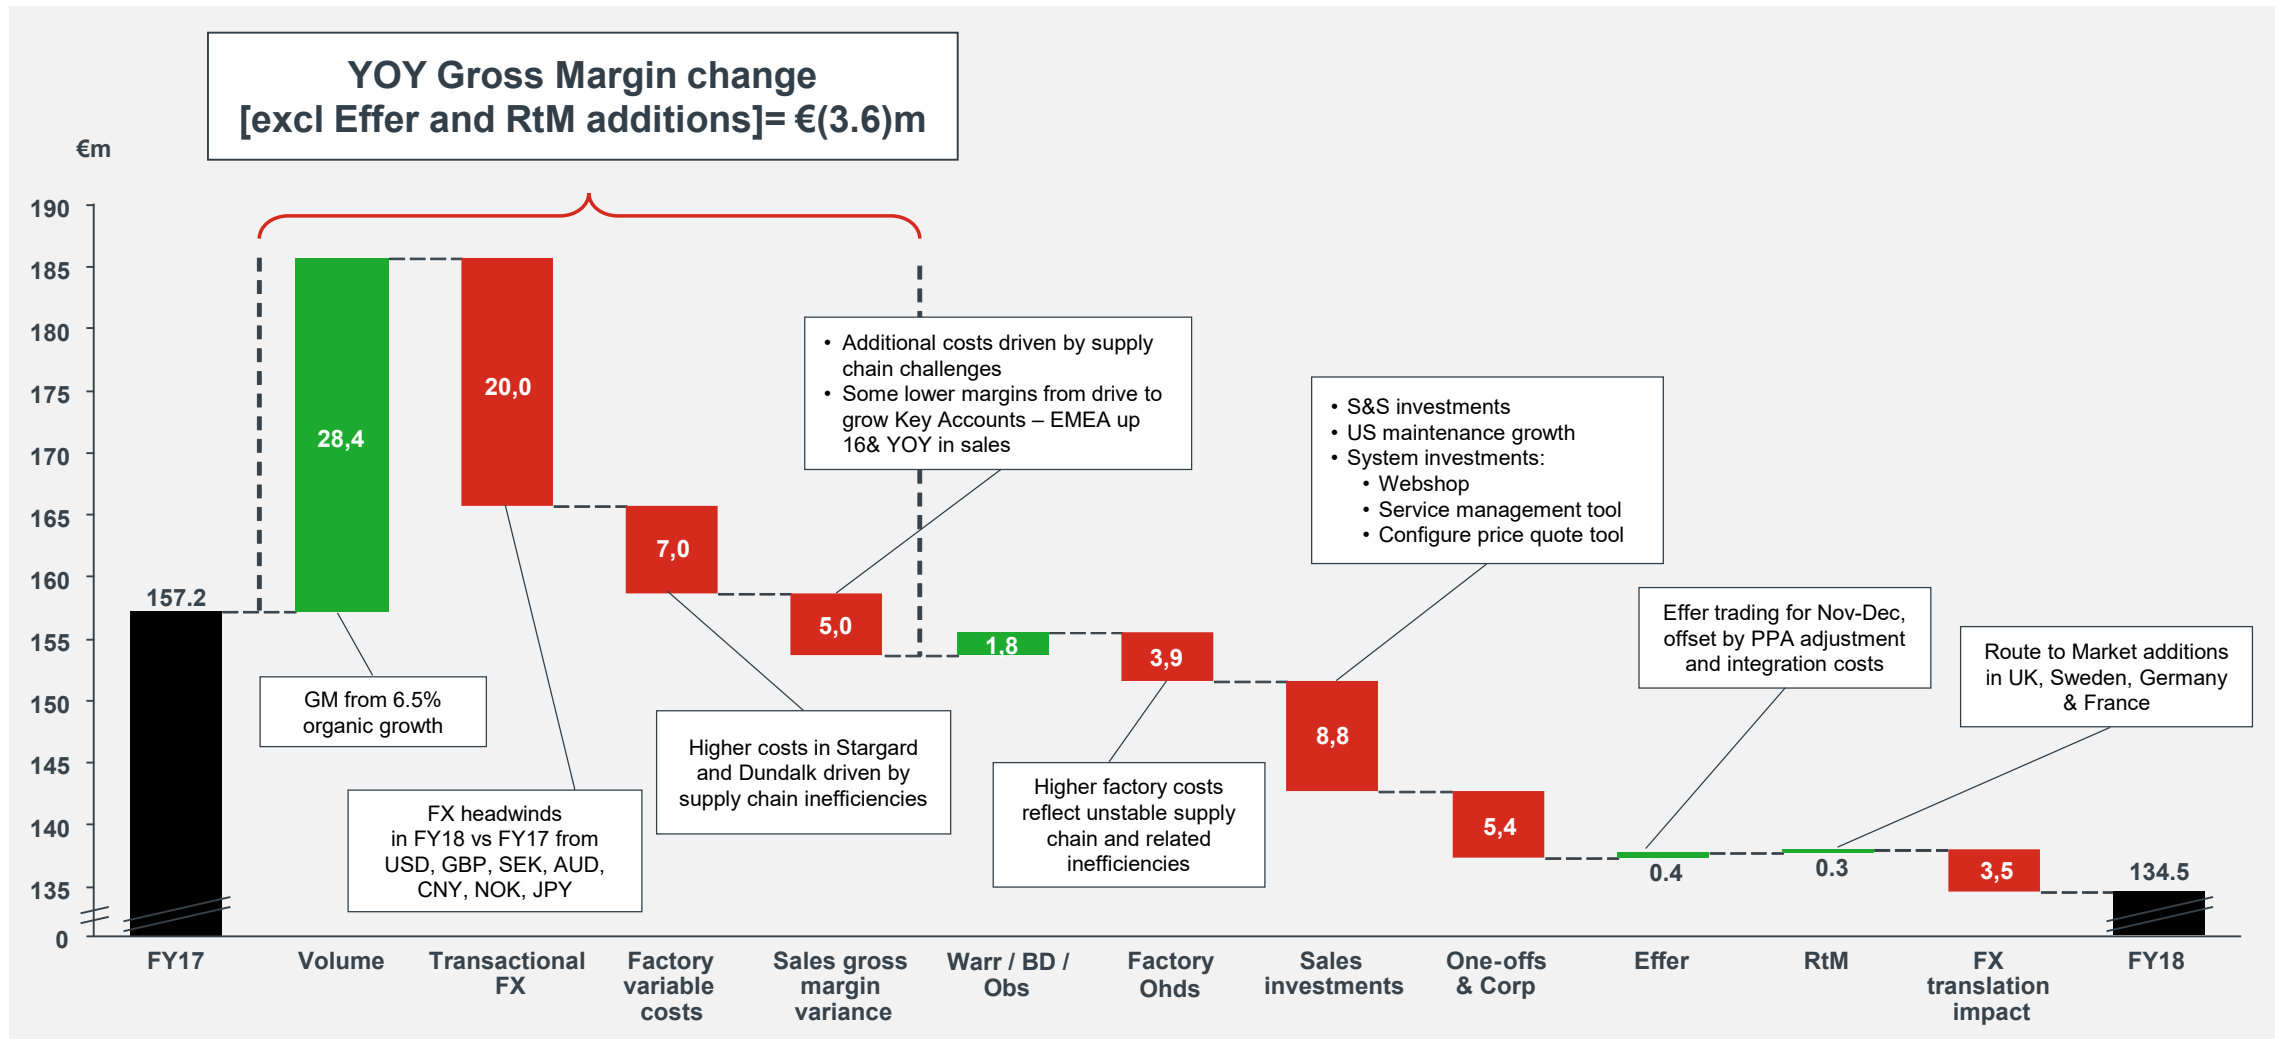 YOY Gross Margin change
[excl Effer and RtM additions]= €(3.6)m
€m
190
185
180
175
170
165
160
155
150
145
140
135
0
157.2
28,4
20,0
7,0
5,0
1,8
3,9
8,8
5,4
0.4
0.3
3,5
134.5
• Additional costs driven by supply
chain challenges
• Some lower margins from drive to
grow Key Accounts – EMEA up
16& YOY in sales
• S&S investments
• US maintenance growth
• System investments:
• Webshop
• Service management tool
• Configure price quote tool
Effer trading for Nov-Dec,
offset by PPA adjustment
and integration costs
Route to Market additions
in UK, Sweden, Germany
& France
GM from 6.5%
organic growth
FX headwinds
in FY18 vs FY17 from
USD, GBP, SEK, AUD,
CNY, NOK, JPY
Higher costs in Stargard
and Dundalk driven by
supply chain inefficiencies
Higher factory costs
reflect unstable supply
chain and related
inefficiencies
FY17
Volume
Transactional
FX
Factory
variable
costs
Sales gross
margin
variance
Warr / BD /
Obs
Factory
Ohds
Sales
investments
One-offs
& Corp
Effer
RtM
FX
translation
impact
FY18